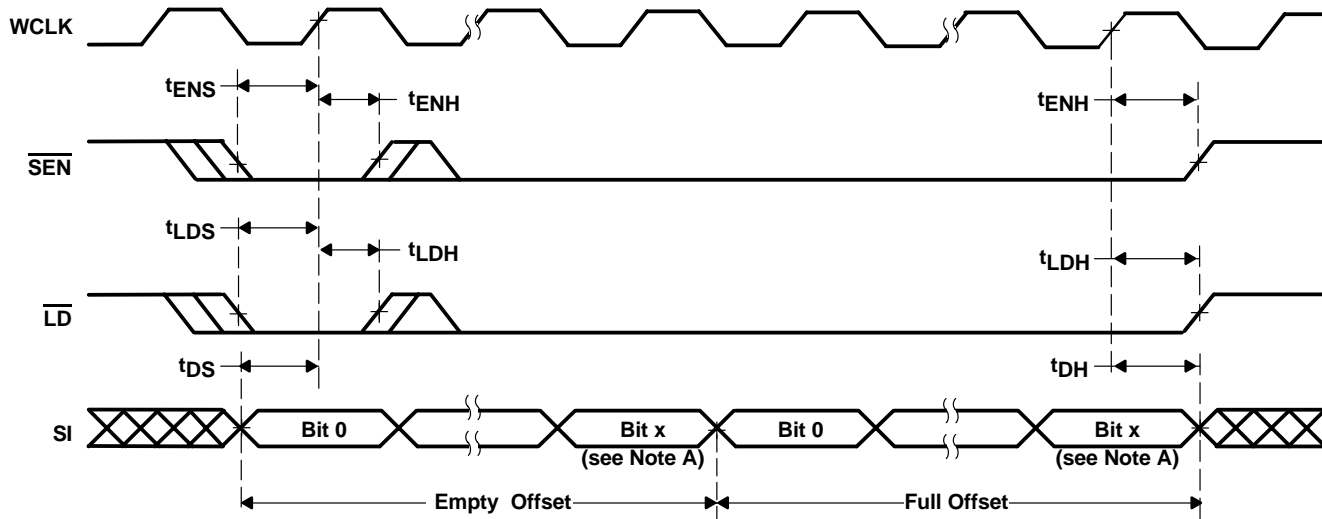 WCLK
tENS
tENH
tENH
SEN
tLDS
tLDH
tLDH
LD
tDS
tDH
SI
Bit 0
Bit x
Bit 0
Bit x
(see Note A)
(see Note A)
Empty Offset
Full Offset